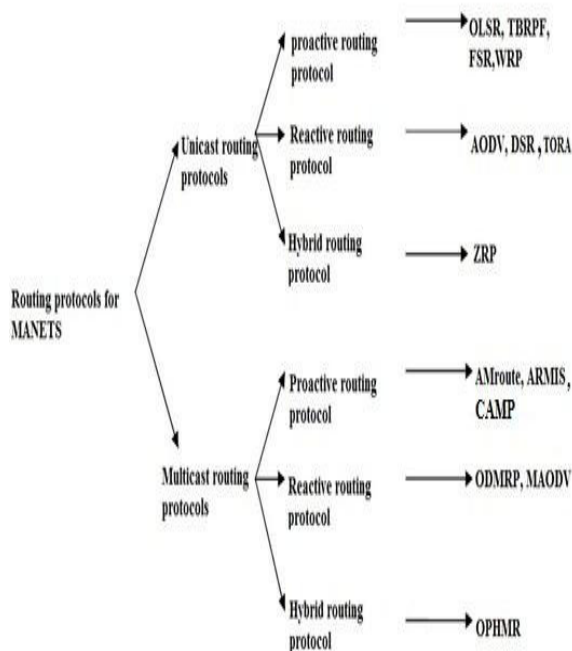 OLSR, TBRPF,
FSR,WRP
proactive routing
protocol
Reactive routing
protocol
AODV, DSR , TORA
Unicast routing
protocols
Hybrid routing
protocol
ZRP
Routing protocols for
MANETS
Proactive routing
protocol
AMroute, ARMIS ,
CAMP
Multicast routing
protocols
Reactive routing
protocol
ODMRP, MAODV
Hybrid routing
protocol
OPHMR